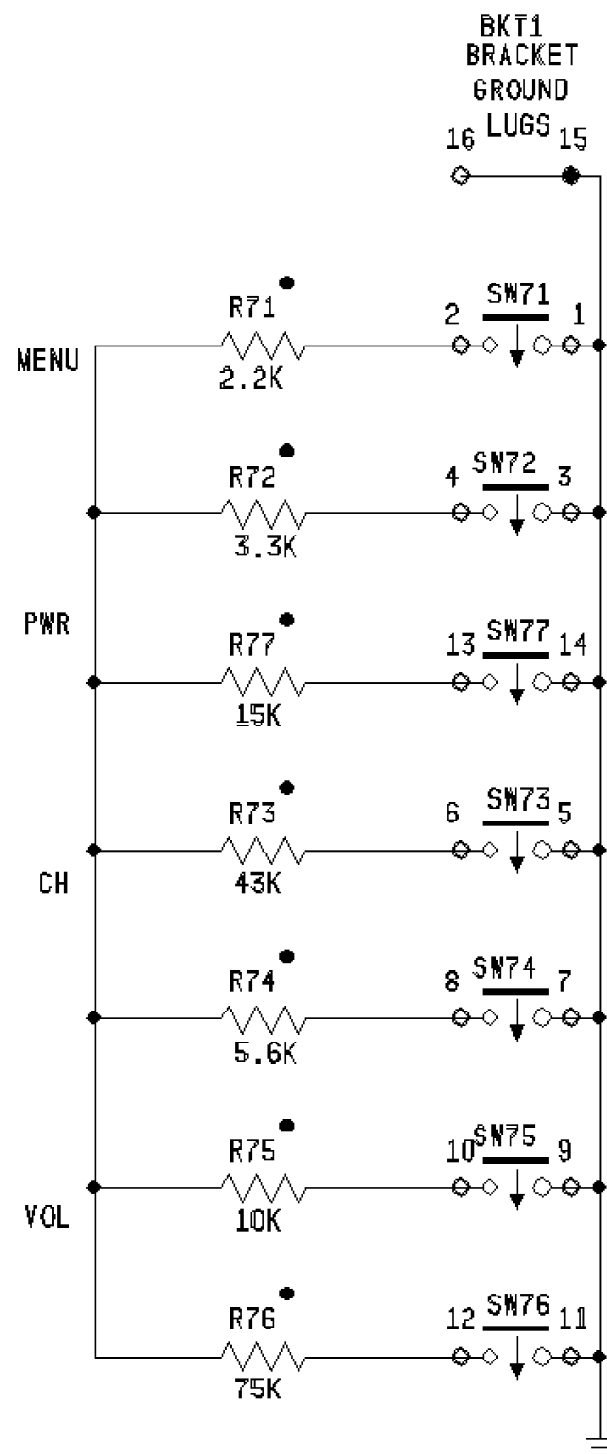 BKT1
BRACKET
GROUND
LUGS
16 15
R71 2 SW71 1
MENU
2.2K
R72 4 SW72 3
3.3K
PWR
R77 13 SW77 14
15K
R73 6 SW73 5
CH
43K
R74 8 SW74 7
5.6K
R75 10 SW75 9
VOL
10K
R76 12 SW76 11
75K